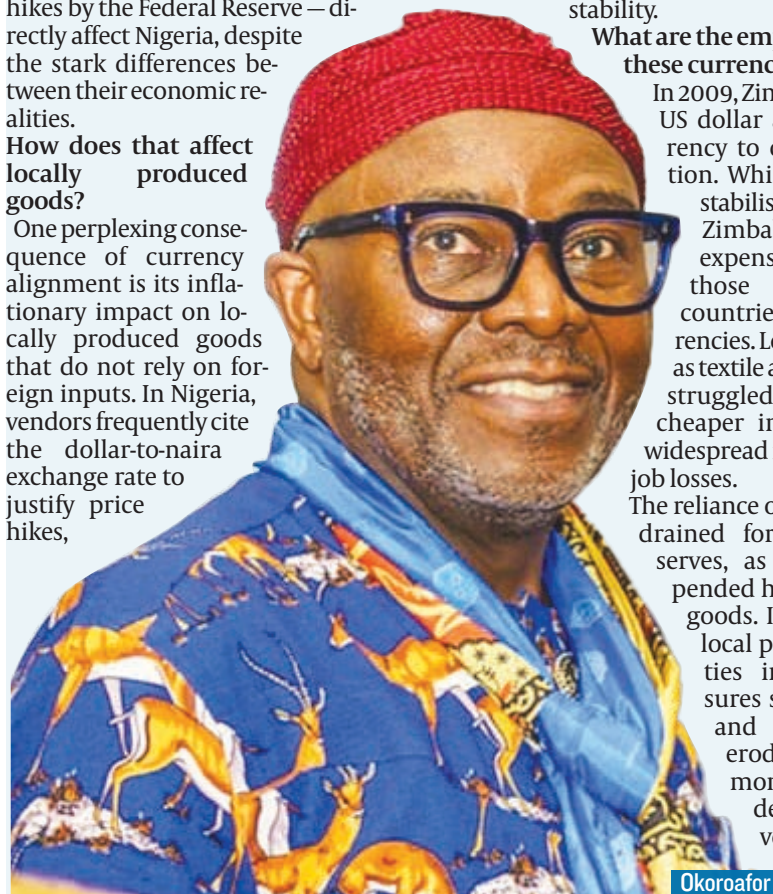 hikes by the Federal Reserve — di-
rectly affect Nigeria, despite
the stark differences be-
tween their economic re-
alities.
How does that affect
locally produced
goods?
One perplexing conse-
quence of currency
alignment is its infla-
tionary impact on lo-
cally produced goods
that do not rely on for-
eign inputs. In Nigeria,
vendors frequently cite
the dollar-to-naira
exchange rate to
justify price
hikes,
stability.
What are the em
these currenc
In 2009, Zin
US dollar
rency to
tion. Whi
stabilis
Zimba
expens
those
countrie
rencies. L
as textile a
struggled
cheaper in
widespread
job losses.
The reliance o
drained for
serves, as
pended h
goods. I
local p
ties in
sures s
and
erod
mor
de
v
Okoroafor